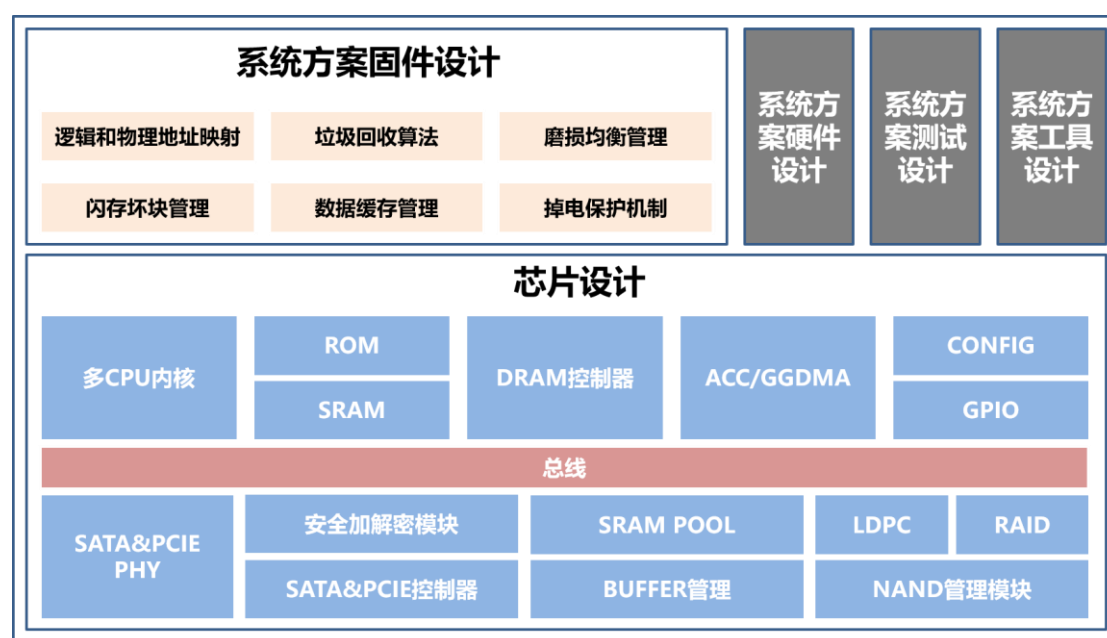 系统方案固件设计
逻辑和物理地址映射
垃圾回收算法
磨损均衡管理
闪存坏块管理
数据缓存管理
掉电保护机制
系统方
案硬件
设计
系统方
案测试
设计
系统方
案工具
设计
芯片设计
多CPU内核
ROM
SRAM
DRAM控制器
ACC/GGDMA
CONFIG
GPIO
总线
SATA&PCIE
PHY
安全加解密模块
SATA&PCIE控制器
SRAM POOL
BUFFER管理
LDPC
RAID
NAND管理模块